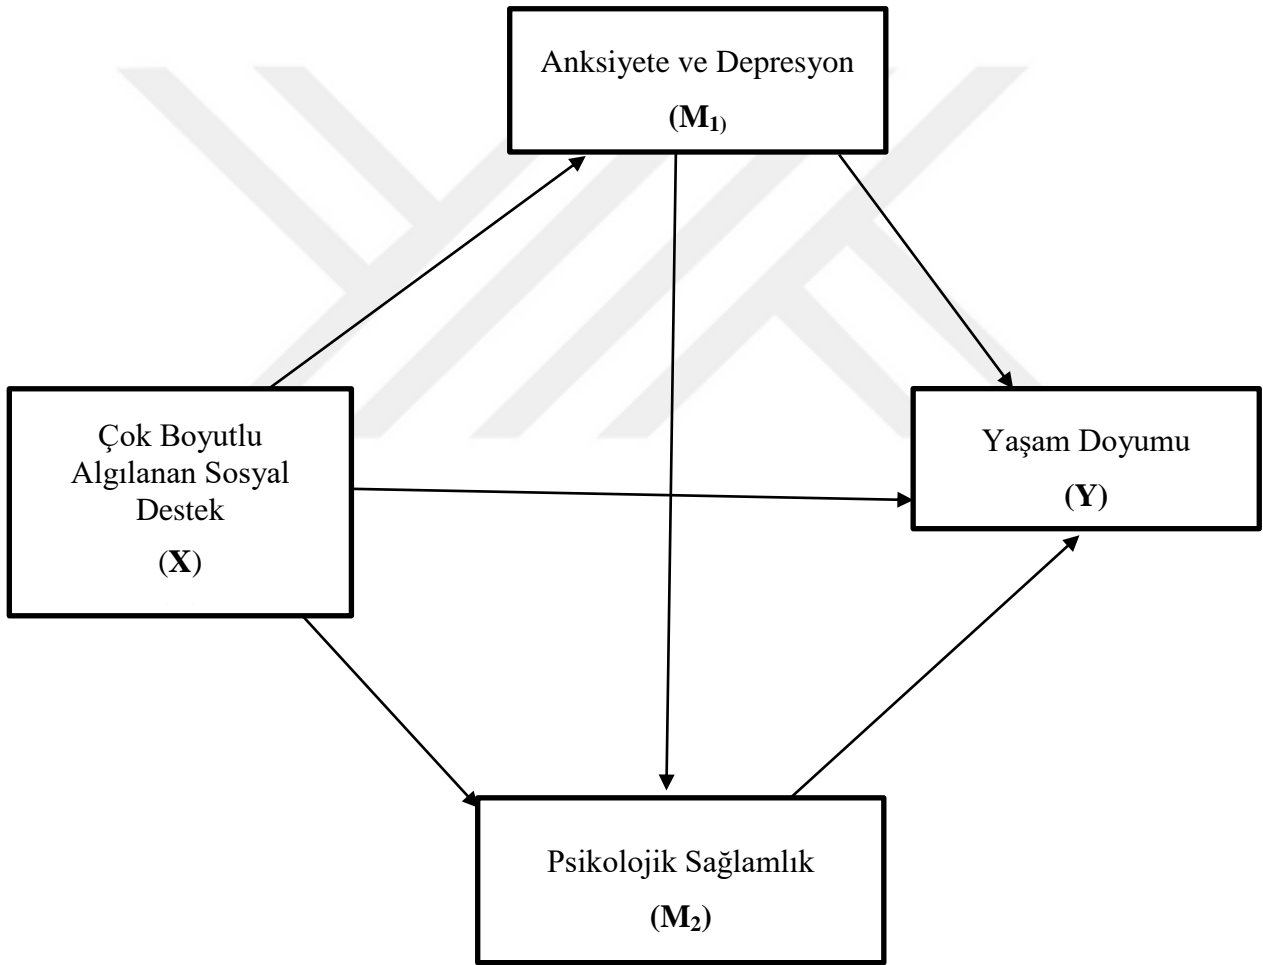 Anksiyete ve Depresyon
(M1)
Çok Boyutlu
Algılanan Sosyal
Destek
(X)
Yaşam Doyumu
(Y)
Psikolojik Sağlamlık
(M2)